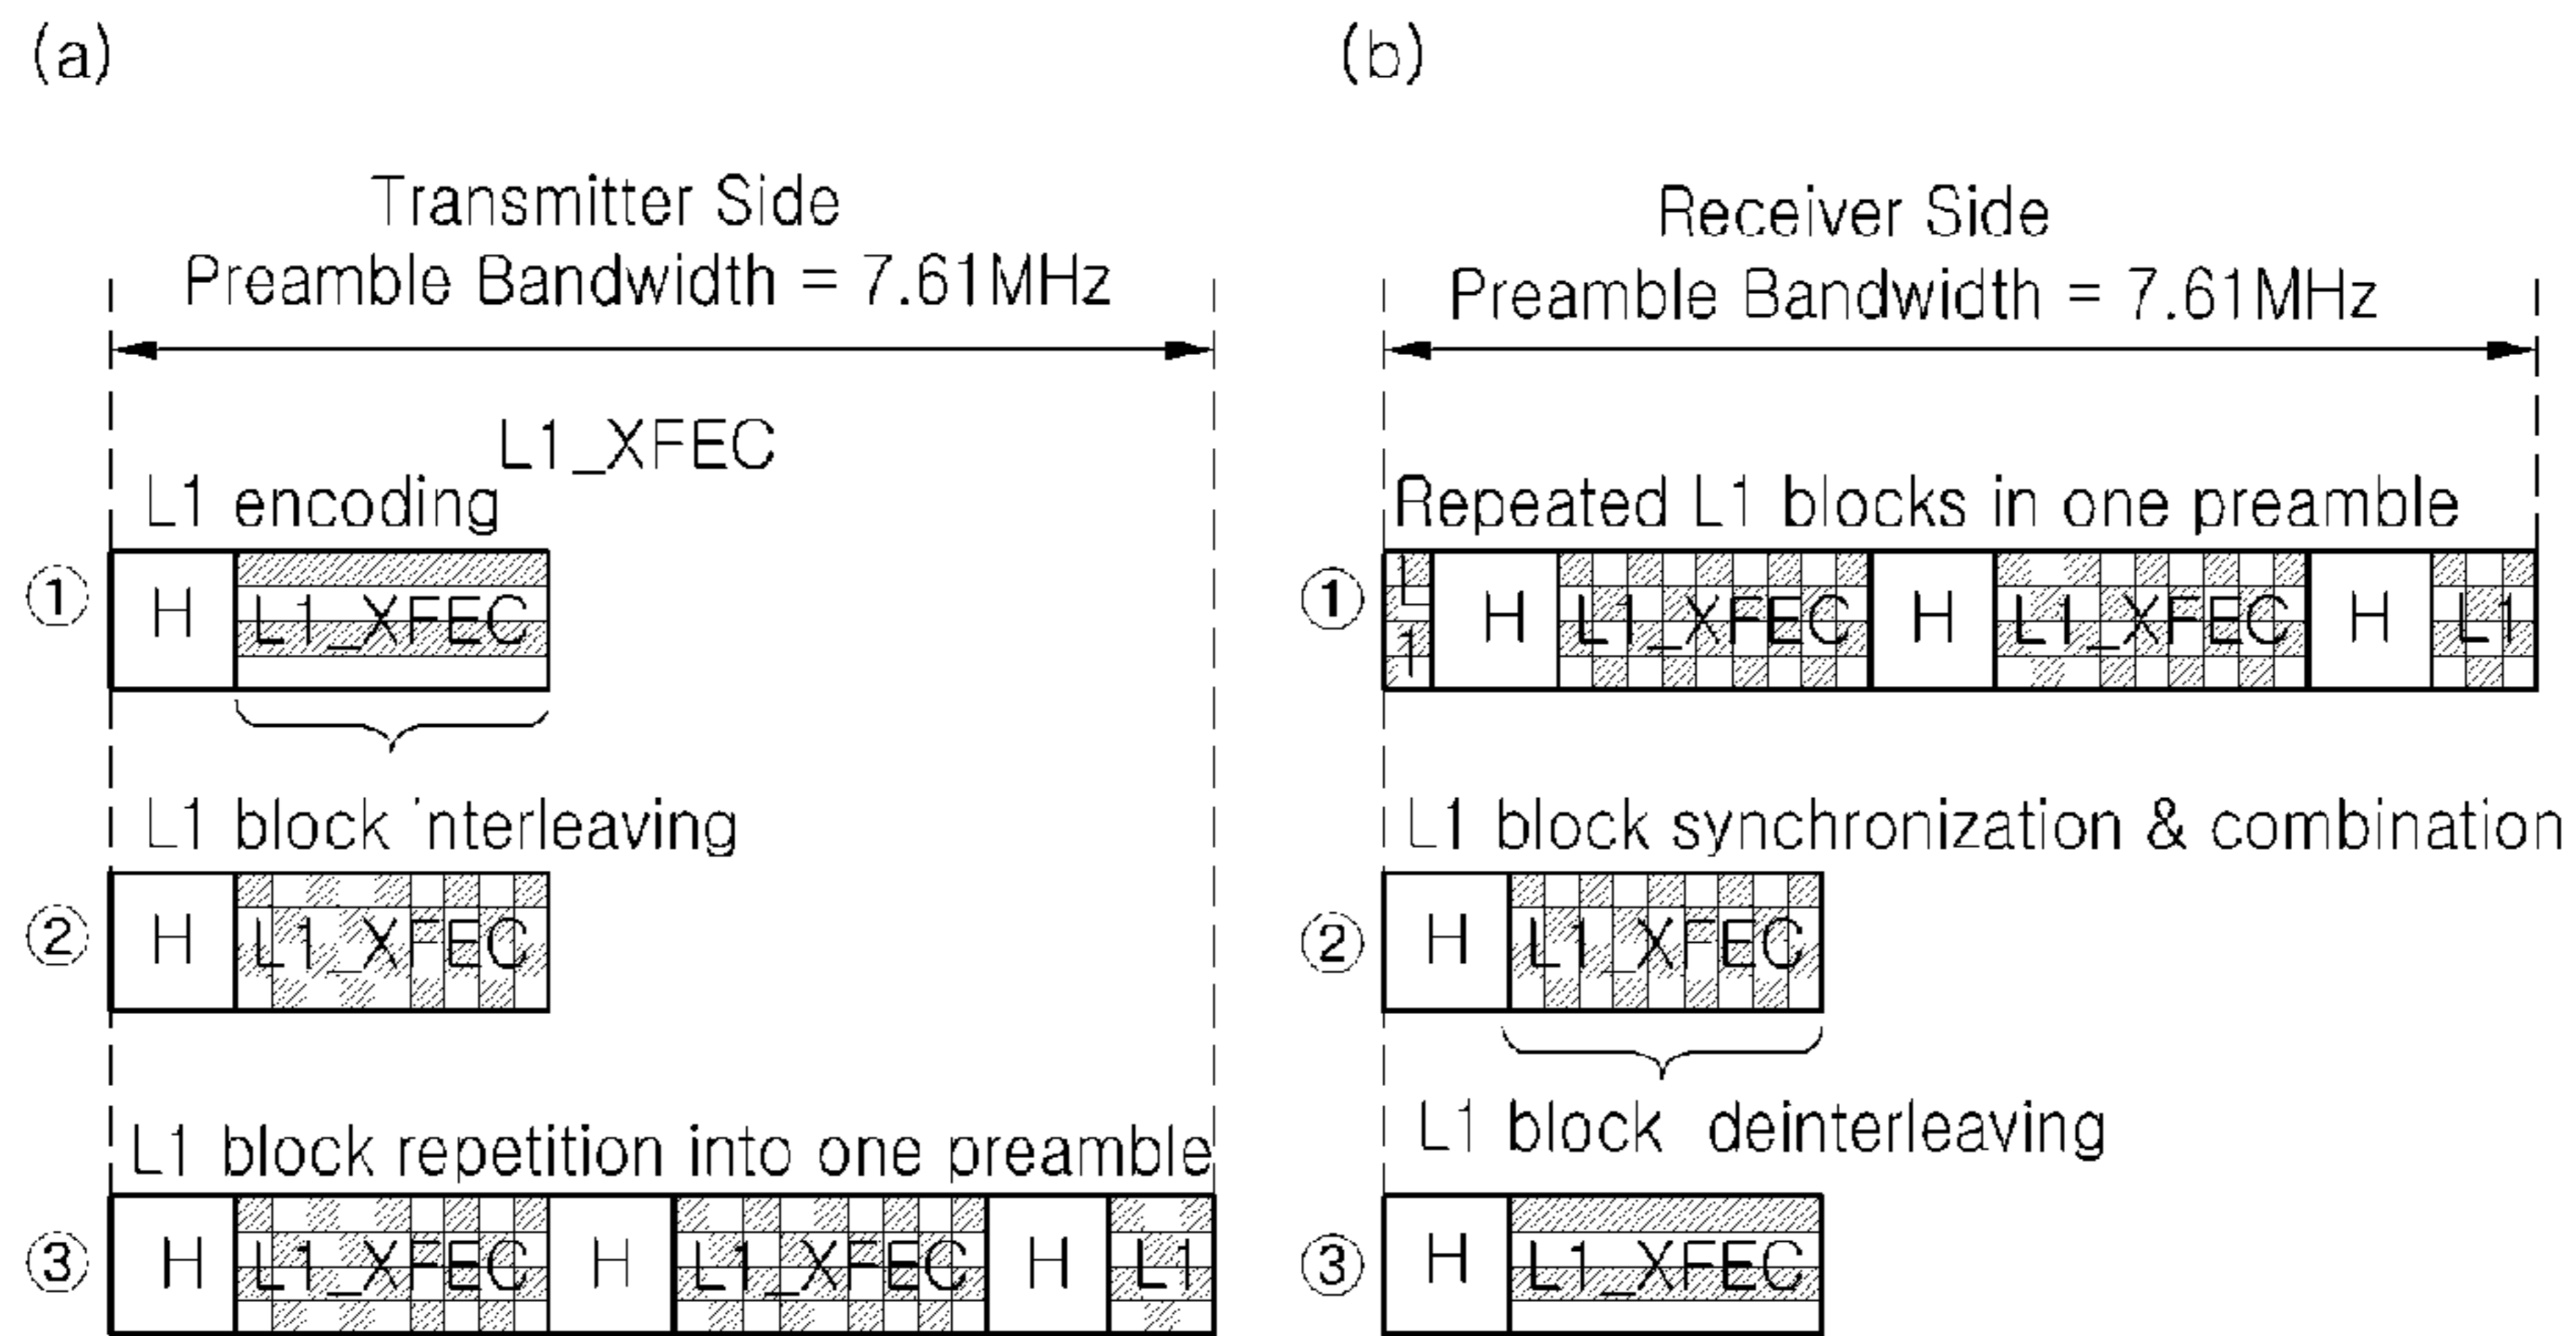 (a)
Transmitter Side
Preamble Bandwidth = 7.61MHz
L1_XFEC
L1 encoding
① H L1_XFEC
L1 block 'nterleaving
② H L1_XFEC
L1 block repetition into one preamble
③ H L1_XFEC H L1_XFEC H L1
(b)
Receiver Side
Preamble Bandwidth = 7.61MHz
Repeated L1 blocks in one preamble
① L1 H L1_XFEC H L1_XFEC H L1
L1 block synchronization & combination
② H L1_XFEC
L1 block deinterleaving
③ H L1_XFEC